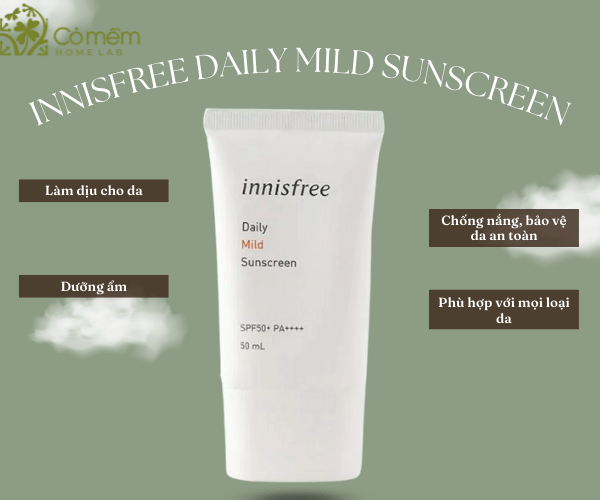 Cỏ mềm
HOME LAB
INNISFREE DAILY MILD SUNSCREEN
Làm dịu cho da
Dưỡng ẩm
innisfree
Daily
Mild
Sunscreen
SPF50+ PA++++
50 mL
Chống nắng, bảo vệ
da an toàn
Phù hợp với mọi loại
da